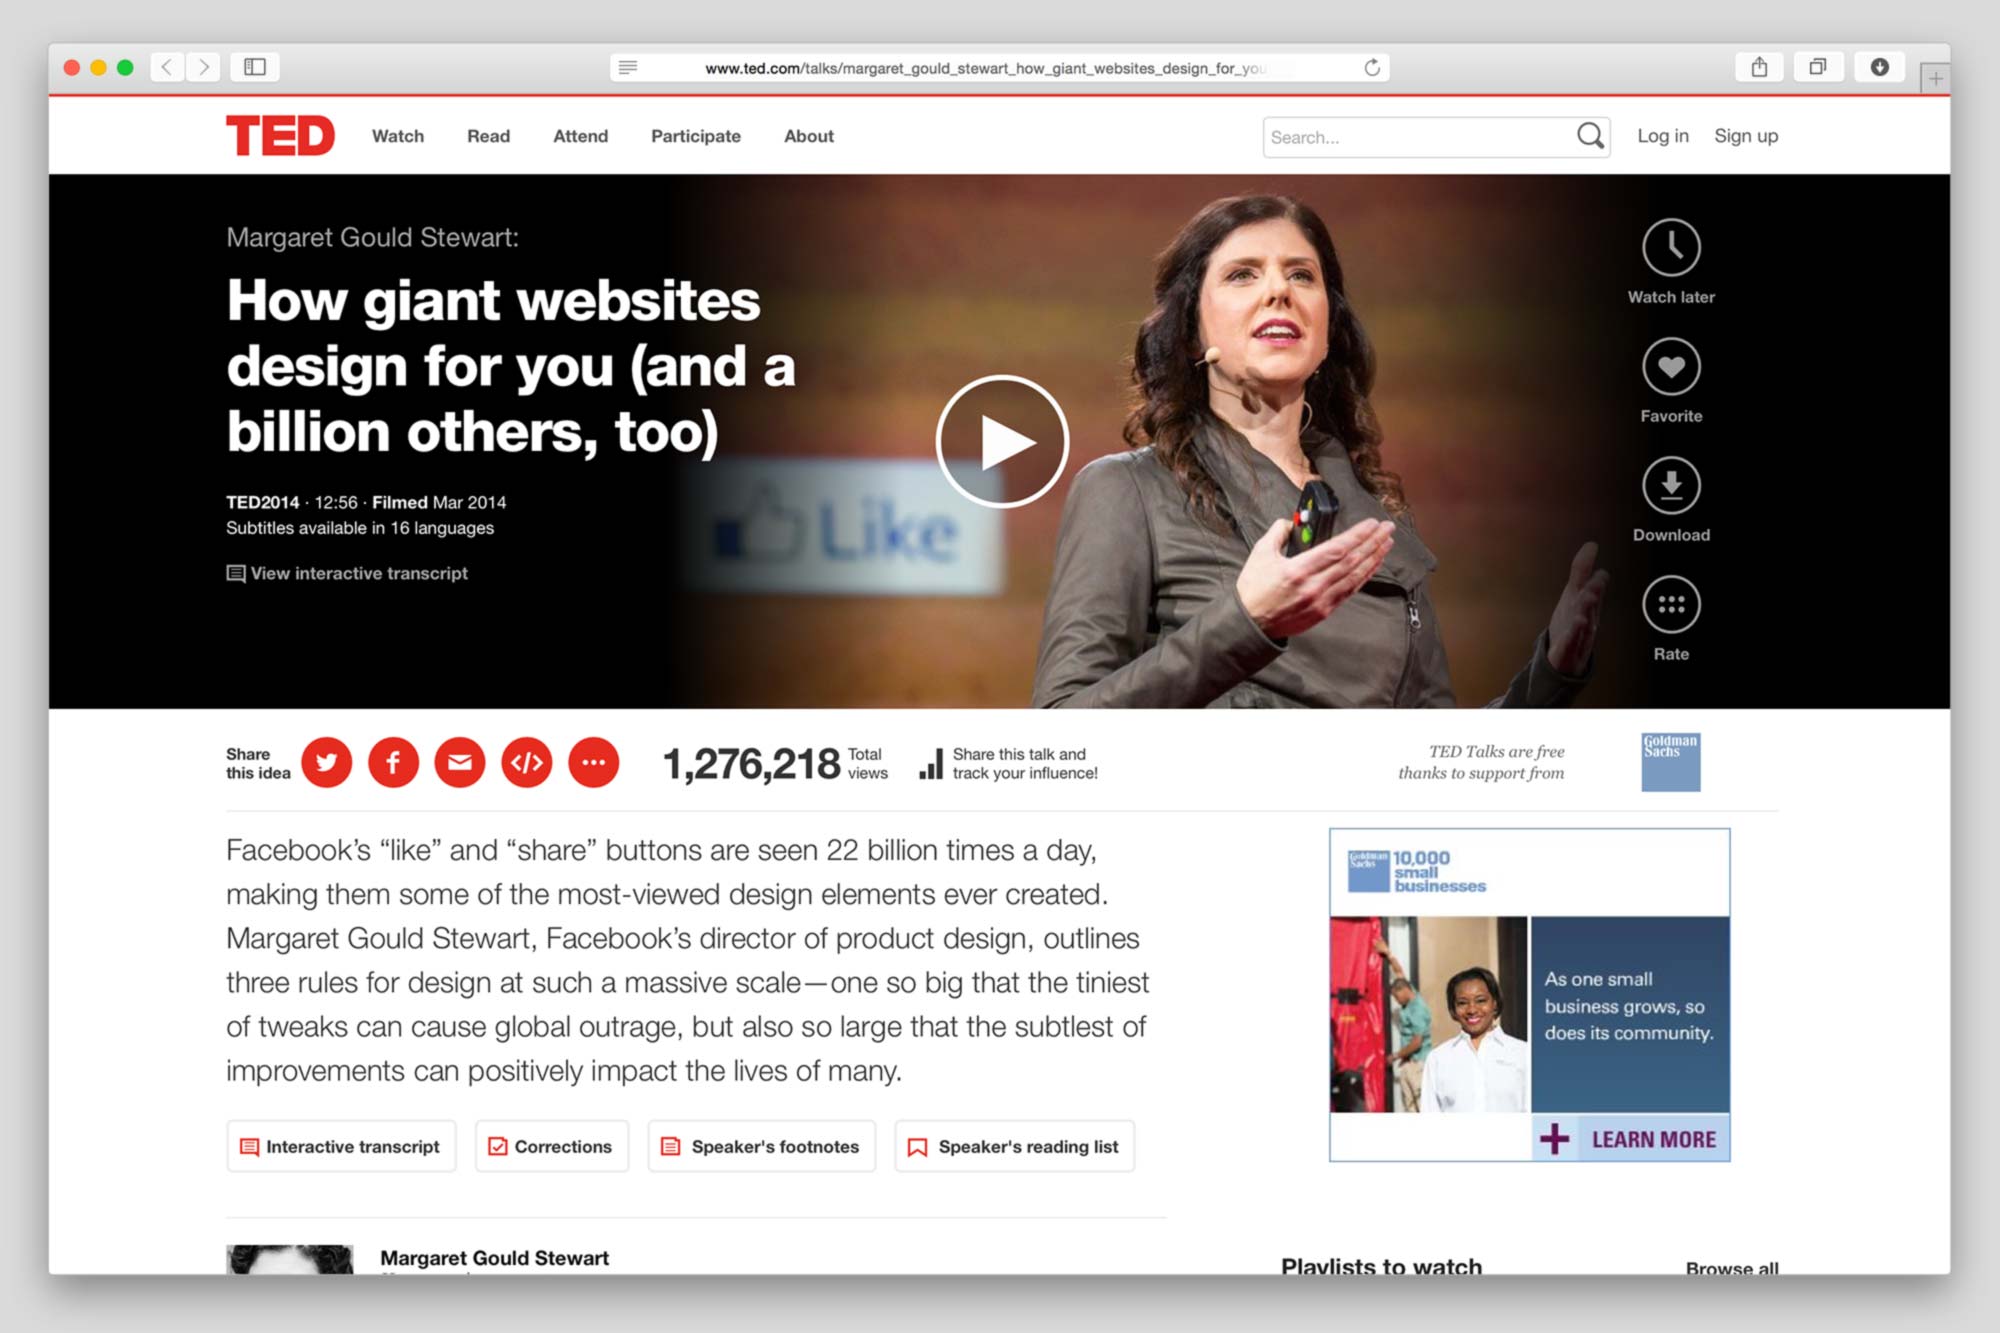 www.ted.com/talks/margaret_gould_stewart_how_giant_websites_design_for_you
TED
Watch
Read
Attend
Participate
About
Search...
Log in
Sign up
Margaret Gould Stewart:
How giant websites
design for you (and a
billion others, too)
TED2014 · 12:56 · Filmed Mar 2014
Subtitles available in 16 languages
View interactive transcript
Like
Watch later
Favorite
Download
Rate
Share
this idea
1,276,218
Total
views
Share this talk and
track your influence!
TED Talks are free
thanks to support from
Goldman
Sachs
Facebook’s “like” and “share” buttons are seen 22 billion times a day,
making them some of the most-viewed design elements ever created.
Margaret Gould Stewart, Facebook’s director of product design, outlines
three rules for design at such a massive scale—one so big that the tiniest
of tweaks can cause global outrage, but also so large that the subtlest of
improvements can positively impact the lives of many.
Interactive transcript
Corrections
Speaker's footnotes
Speaker's reading list
Goldman
Sachs
10,000
small
businesses
As one small
business grows, so
does its community.
LEARN MORE
Margaret Gould Stewart
Playlists to watch
Browse all